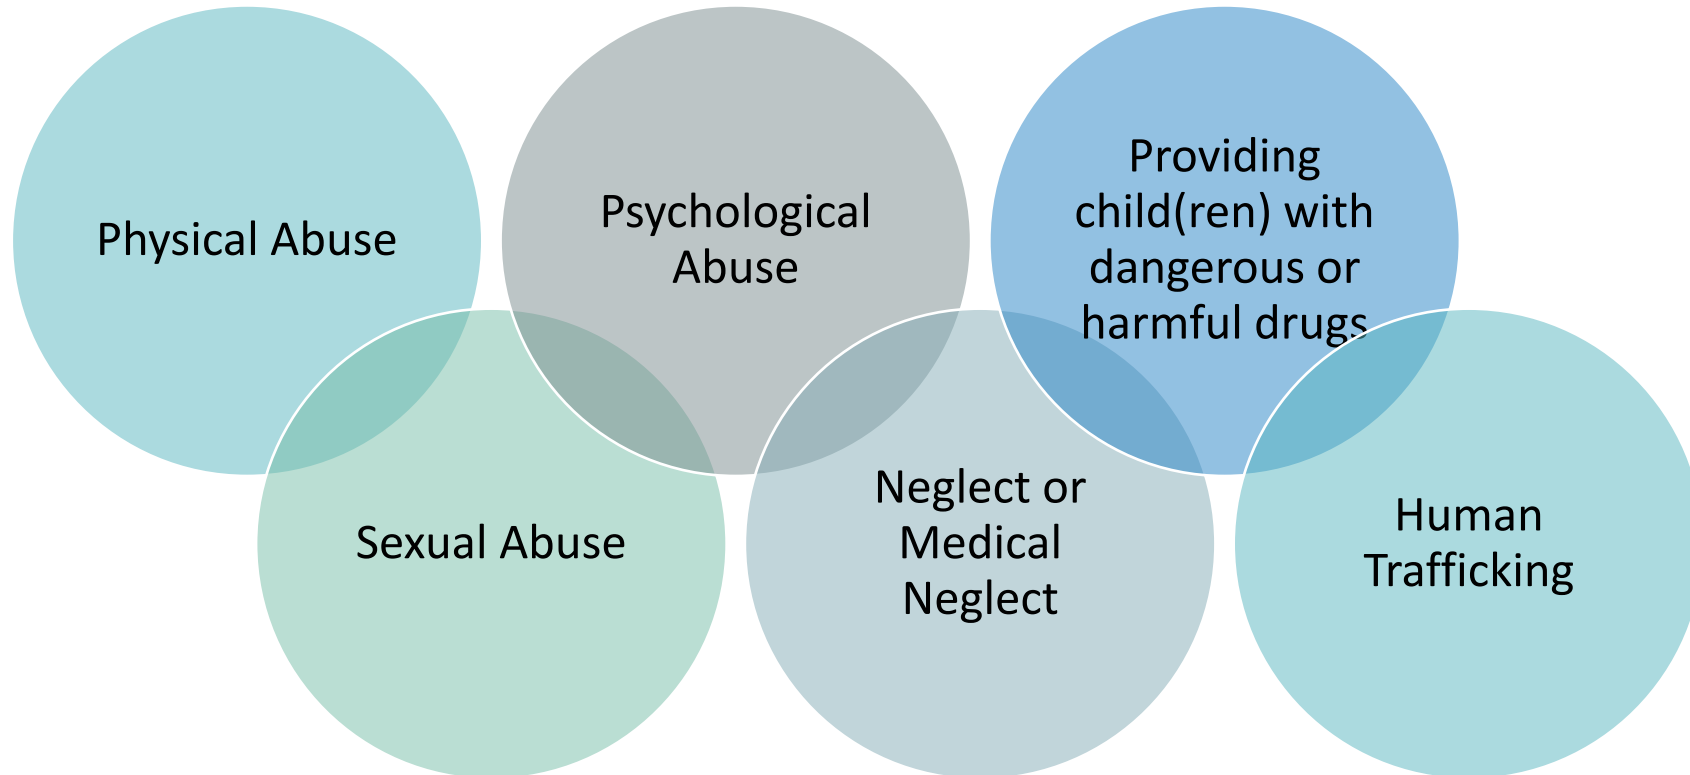 Physical Abuse
Psychological
Abuse
Providing
child(ren) with
dangerous or
harmful drugs
Sexual Abuse
Neglect or
Medical
Neglect
Human
Trafficking